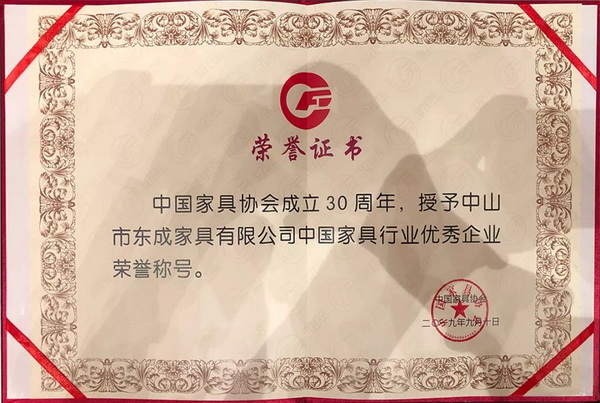 荣誉证书
中国家具协会成立30周年，授予中山
市东成家具有限公司中国家具行业优秀企业
荣誉称号。
中国家具协会
二〇一九年九月十日